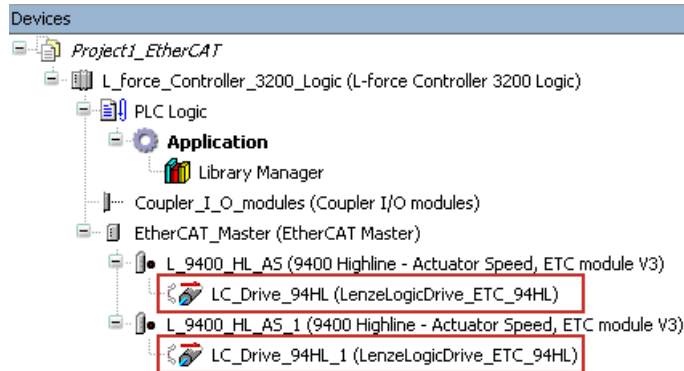 Devices
Project1_EtherCAT
L_force_Controller_3200_Logic (L-force Controller 3200 Logic)
PLC Logic
Application
Library Manager
Coupler_I_O_modules (Coupler I/O modules)
EtherCAT_Master (EtherCAT Master)
L_9400_HL_AS (9400 Highline - Actuator Speed, ETC module V3)
LC_Drive_94HL (LenzeLogicDrive_ETC_94HL)
L_9400_HL_AS_1 (9400 Highline - Actuator Speed, ETC module V3)
LC_Drive_94HL_1 (LenzeLogicDrive_ETC_94HL)